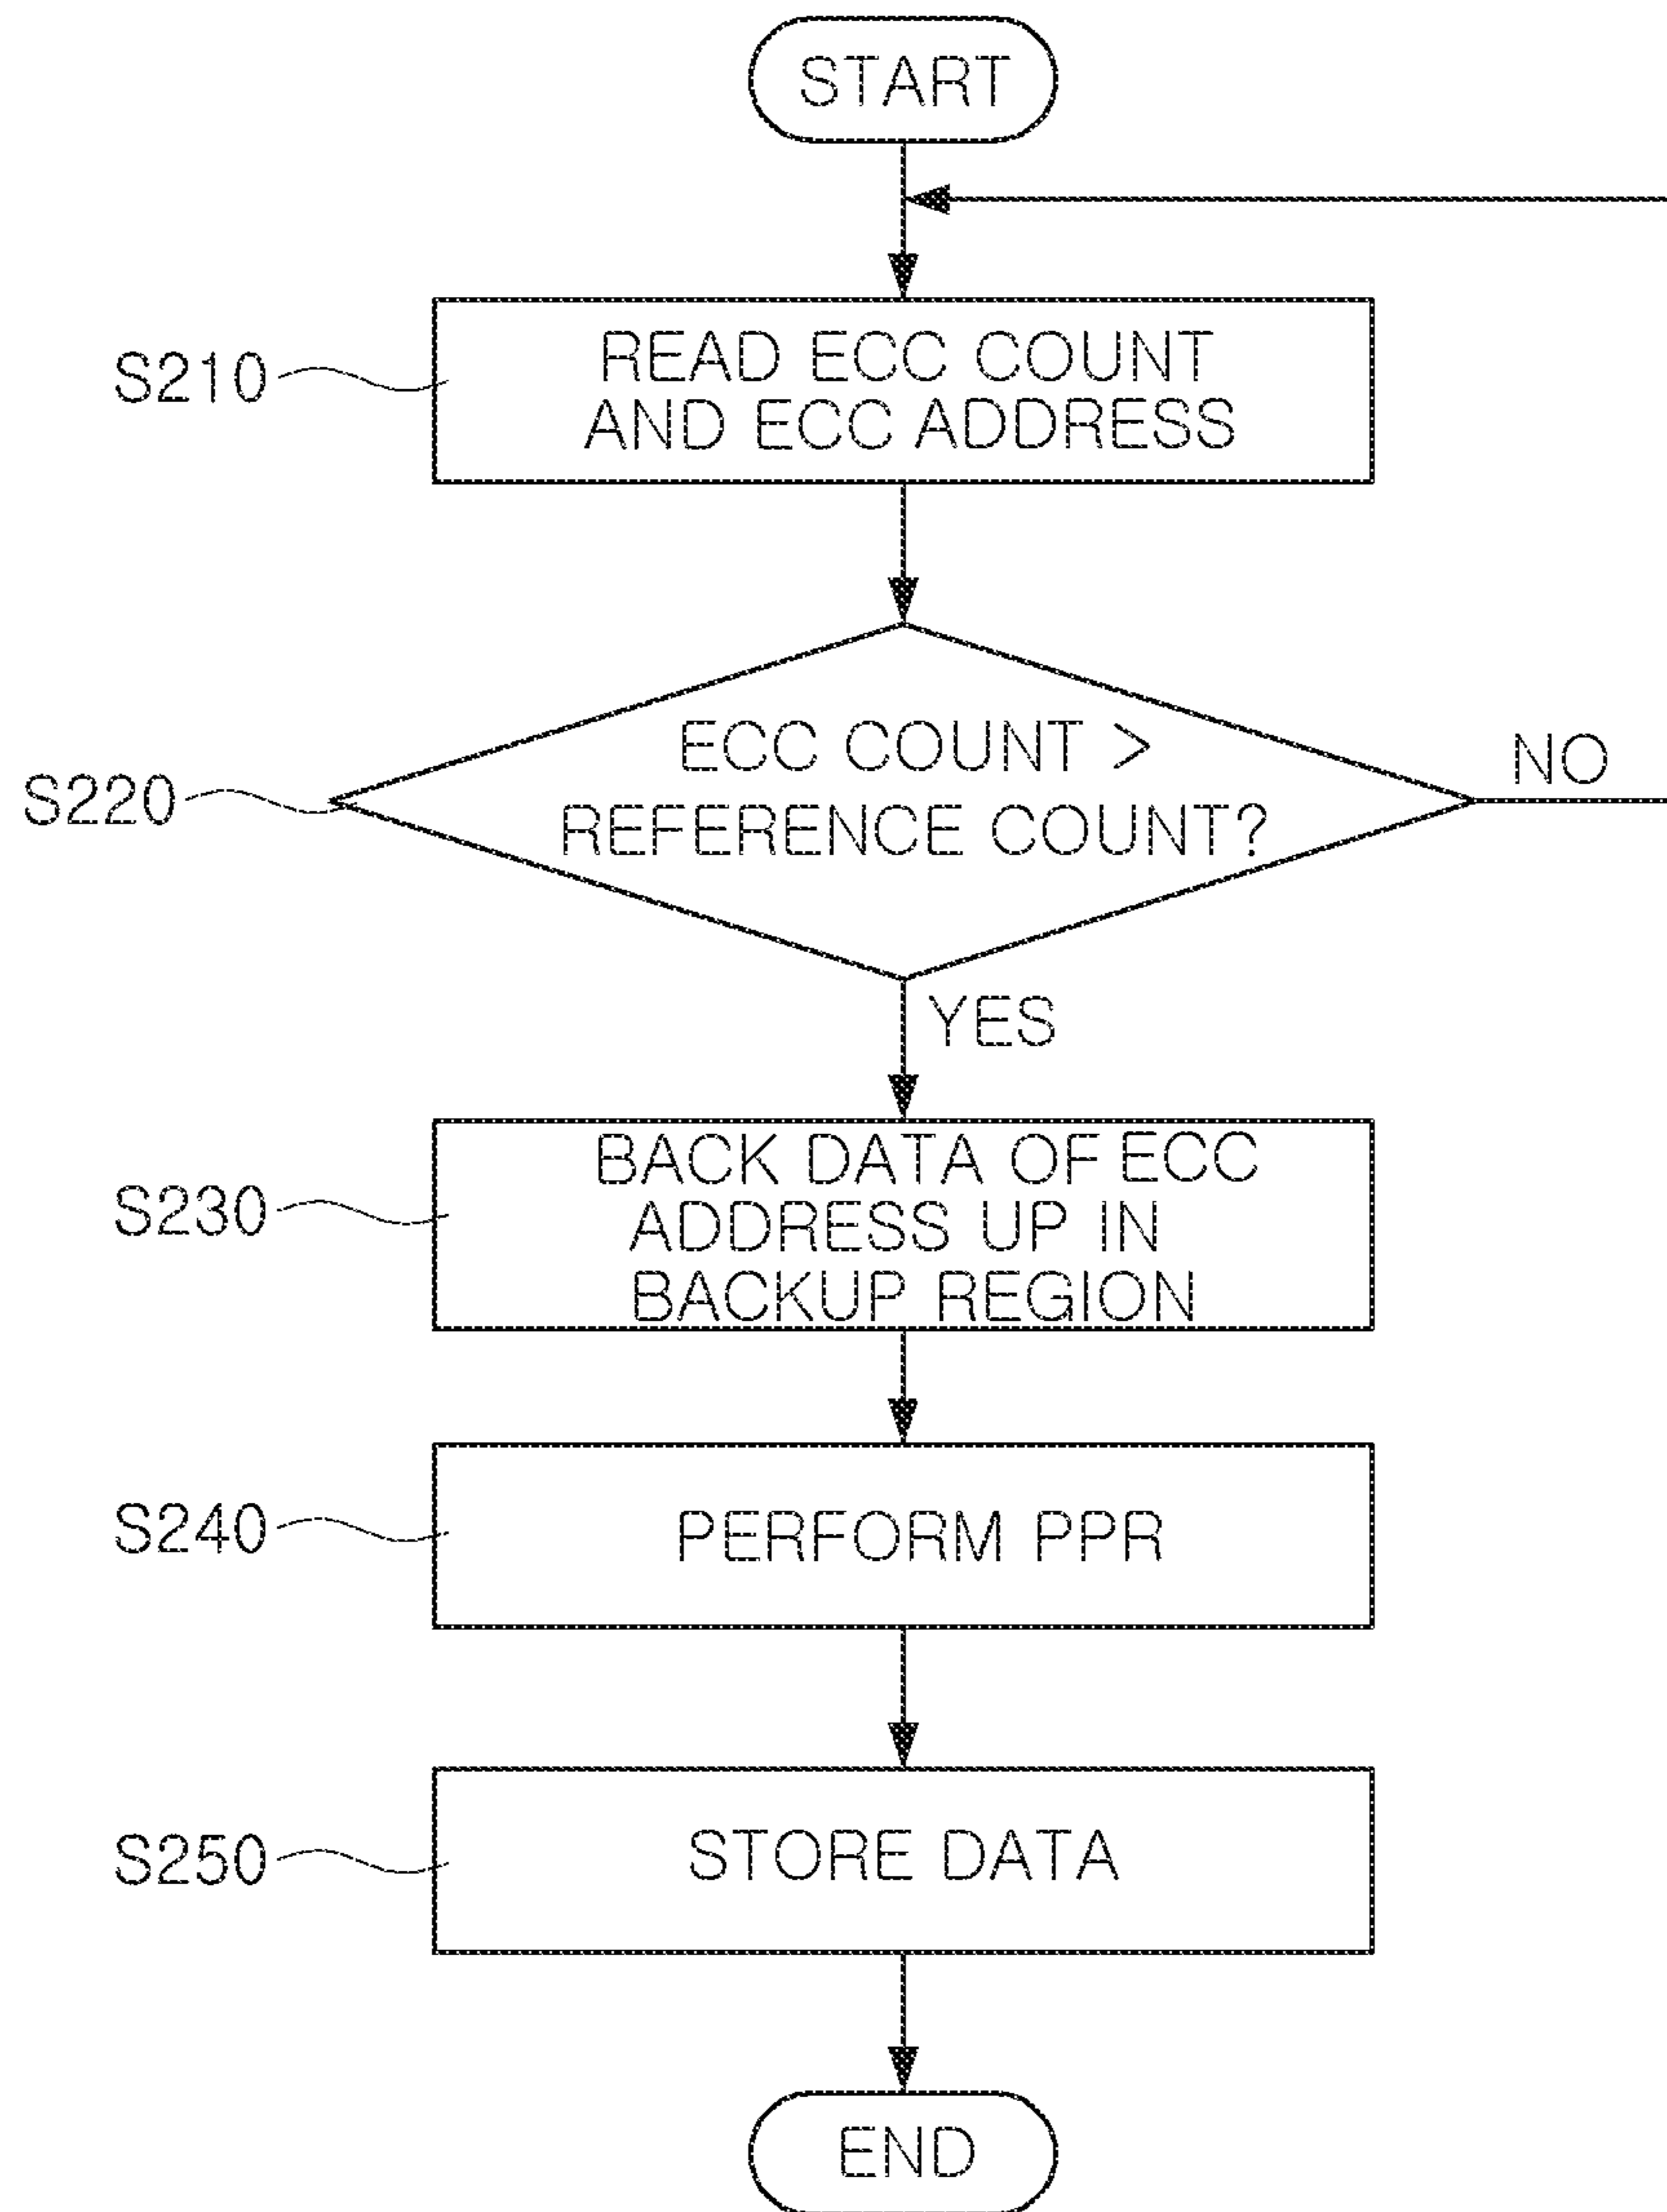 START
S210
READ ECC COUNT
AND ECC ADDRESS
S220
ECC COUNT >
REFERENCE COUNT?
NO
YES
S230
BACK DATA OF ECC
ADDRESS UP IN
BACKUP REGION
S240
PERFORM PPR
S250
STORE DATA
END